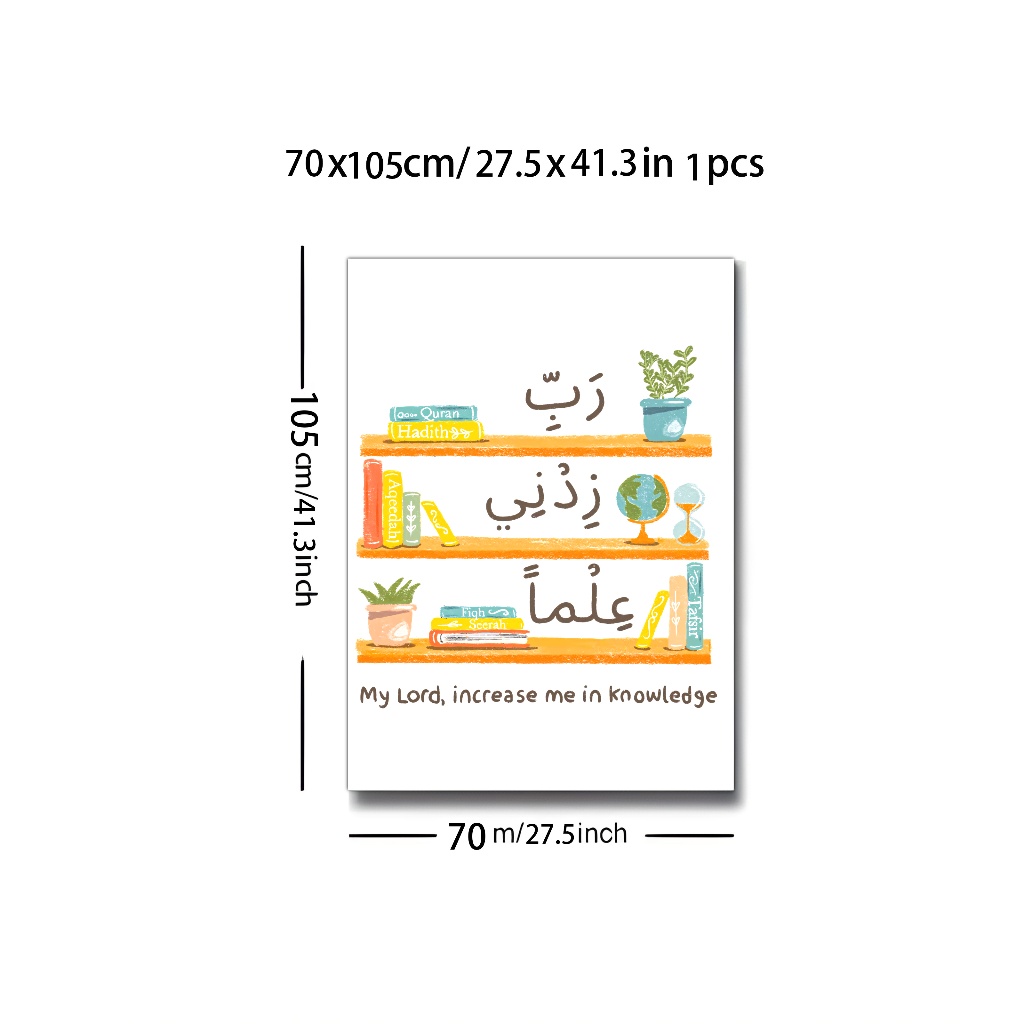 70x105cm/ 27.5x41.3in 1pcs
105cm/41.3inch
رَبِّ
Quran
Hadith
زِدْنِي
Aqeedah
عِلْماً
Fiqh
Seerah
Tafsir
My Lord, increase me in knowledge
70 m/27.5inch